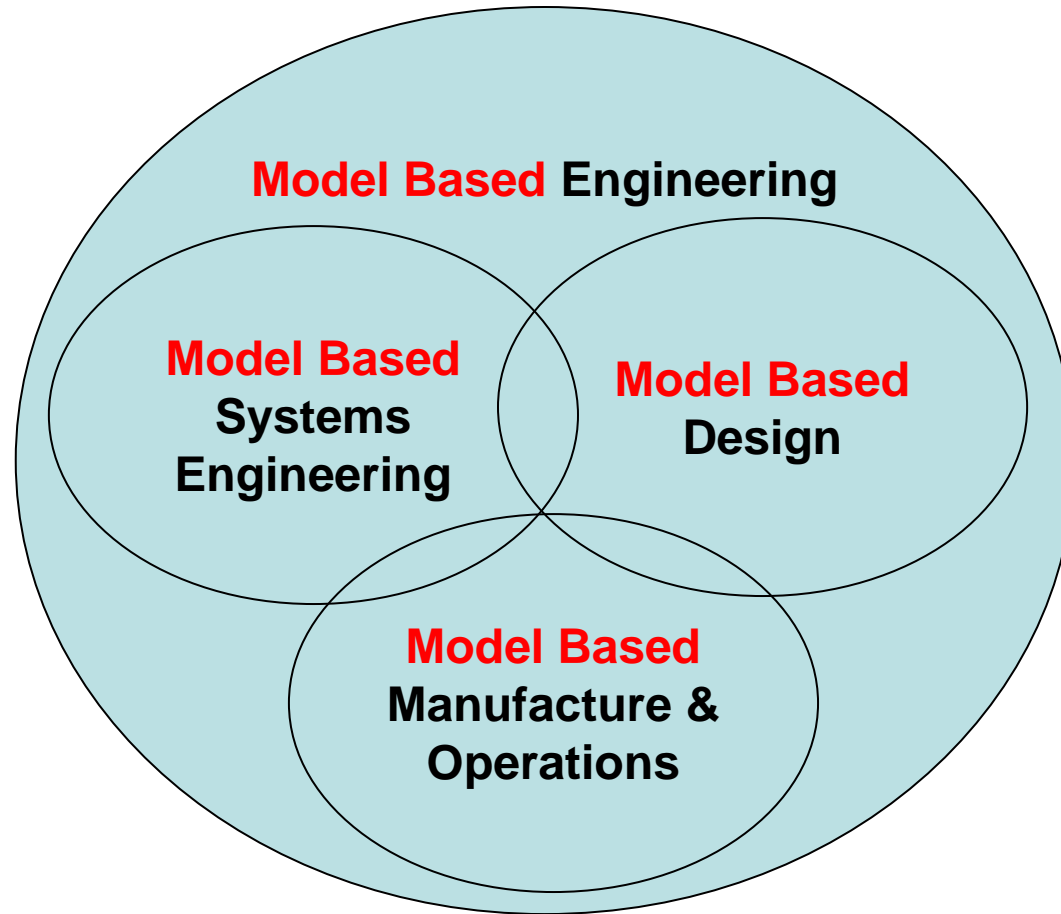 Model Based Engineering
Model Based
Systems
Engineering
Model Based
Design
Model Based
Manufacture &
Operations